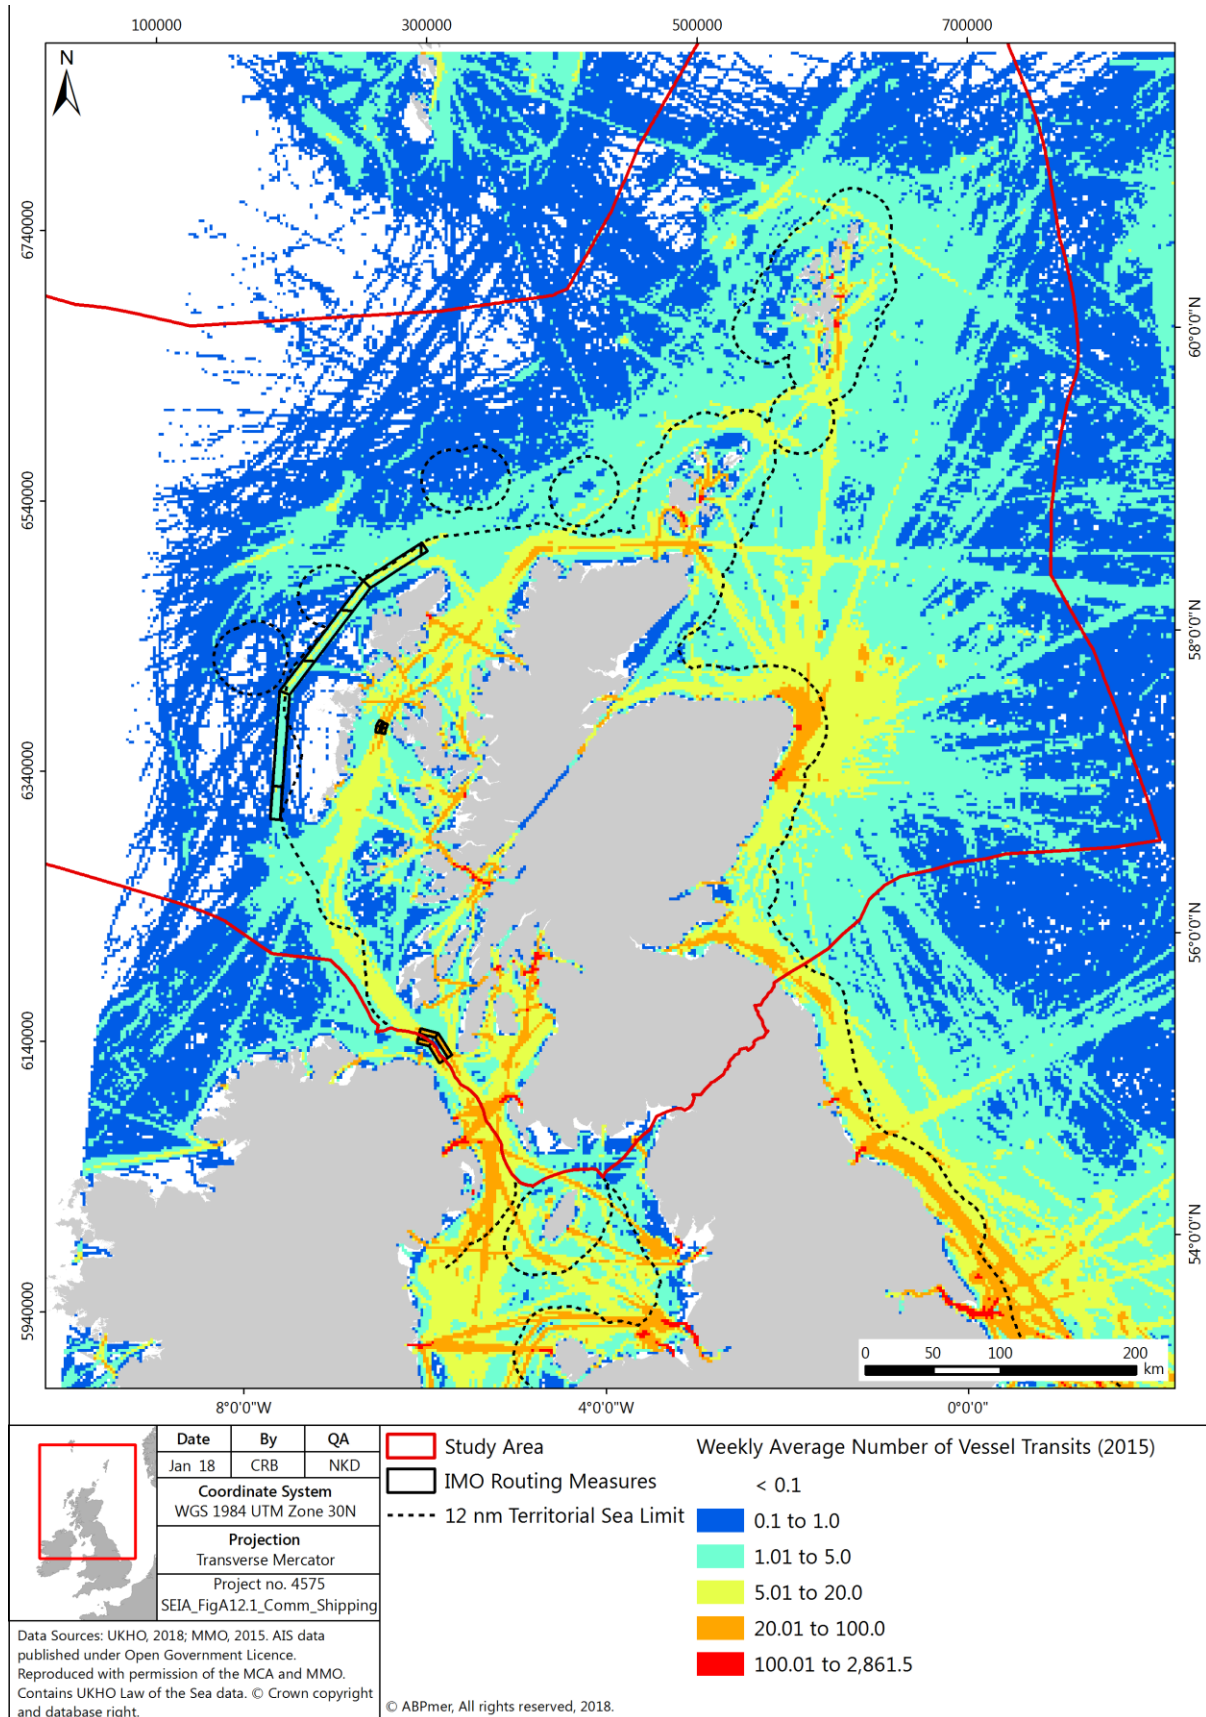 100000 300000 500000 700000
N
6740000
60°0'0"N
6540000
58°0'0"N
6340000
56°0'0"N
6140000
54°0'0"N
5940000
0 50 100 200
km
8°0'0"W 4°0'0"W 0°0'0"
Date By QA
Jan 18 CRB NKD
Coordinate System
WGS 1984 UTM Zone 30N
Projection
Transverse Mercator
Project no. 4575
SEIA_FigA12.1_Comm_Shipping
Data Sources: UKHO, 2018; MMO, 2015. AIS data
published under Open Government Licence.
Reproduced with permission of the MCA and MMO.
Contains UKHO Law of the Sea data. © Crown copyright
and database right.
Study Area
IMO Routing Measures
12 nm Territorial Sea Limit
© ABPmer, All rights reserved, 2018.
Weekly Average Number of Vessel Transits (2015)
< 0.1
0.1 to 1.0
1.01 to 5.0
5.01 to 20.0
20.01 to 100.0
100.01 to 2,861.5